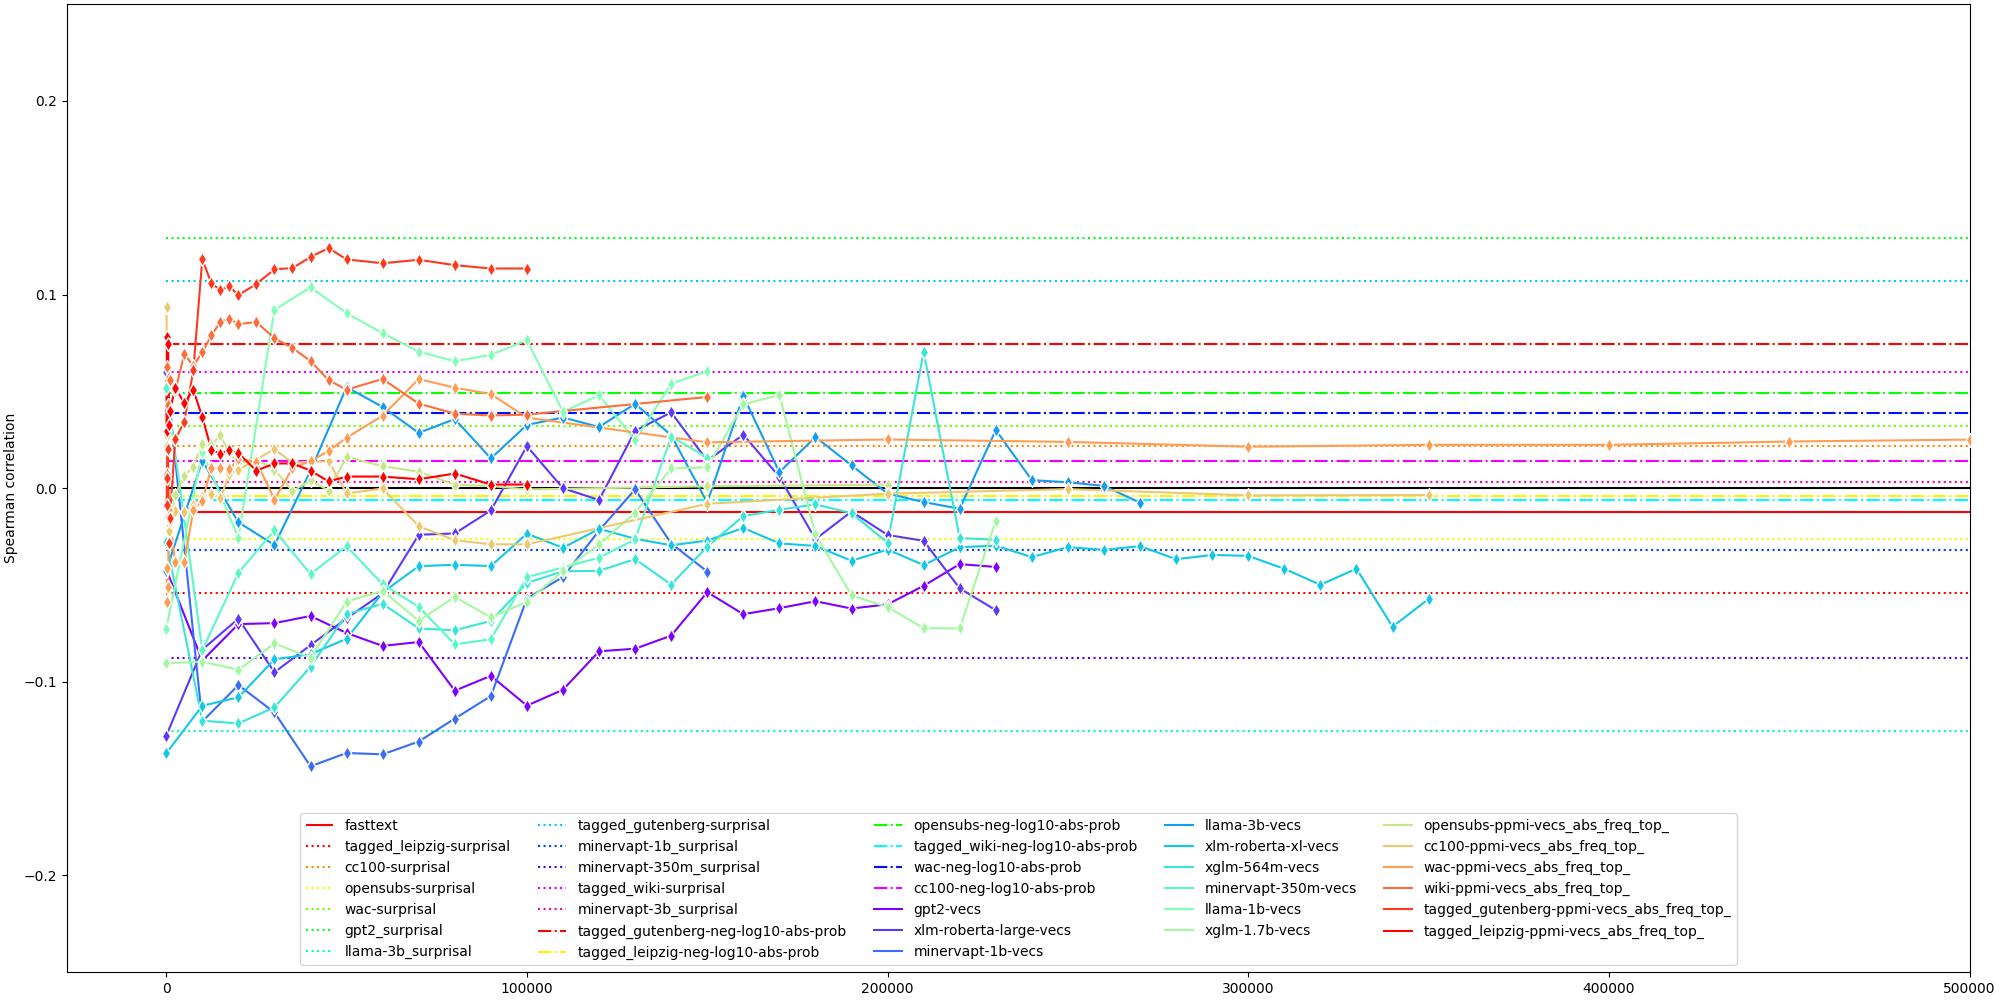 Spearman correlation
0.2
0.1
0.0
−0.1
−0.2
fasttext
tagged_leipzig-surprisal
cc100-surprisal
opensubs-surprisal
wac-surprisal
gpt2_surprisal
llama-3b_surprisal
tagged_gutenberg-surprisal
minervapt-1b_surprisal
minervapt-350m_surprisal
tagged_wiki-surprisal
minervapt-3b_surprisal
tagged_gutenberg-neg-log10-abs-prob
tagged_leipzig-neg-log10-abs-prob
opensubs-neg-log10-abs-prob
tagged_wiki-neg-log10-abs-prob
wac-neg-log10-abs-prob
cc100-neg-log10-abs-prob
gpt2-vecs
xlm-roberta-large-vecs
minervapt-1b-vecs
llama-3b-vecs
xlm-roberta-xl-vecs
xglm-564m-vecs
minervapt-350m-vecs
llama-1b-vecs
xglm-1.7b-vecs
opensubs-ppmi-vecs_abs_freq_top_
cc100-ppmi-vecs_abs_freq_top_
wac-ppmi-vecs_abs_freq_top_
wiki-ppmi-vecs_abs_freq_top_
tagged_gutenberg-ppmi-vecs_abs_freq_top_
tagged_leipzig-ppmi-vecs_abs_freq_top_
0
100000
200000
300000
400000
500000